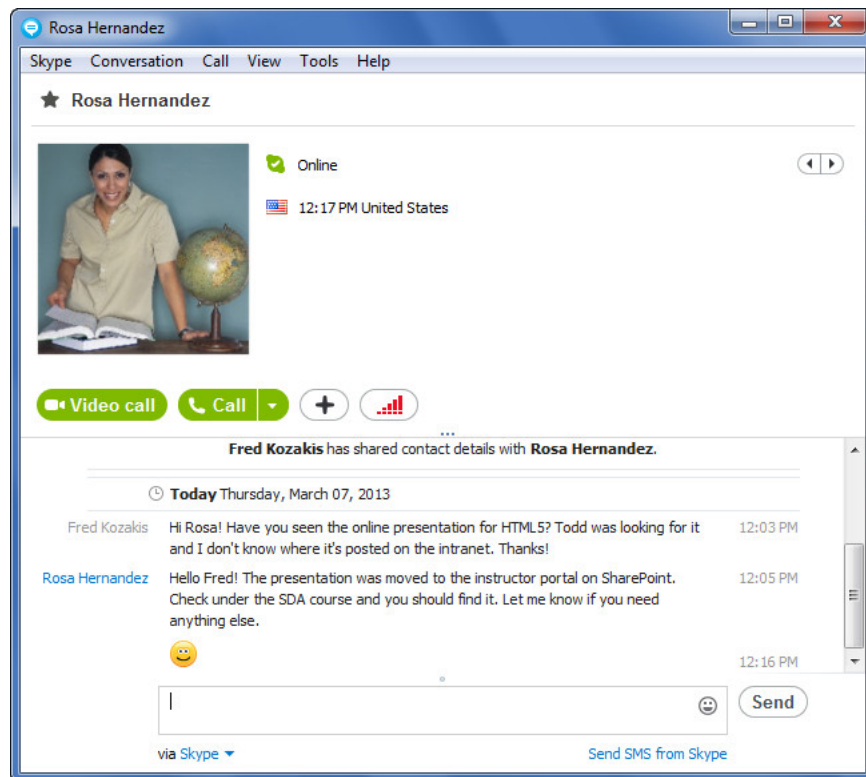 Rosa Hernandez
Skype Conversation Call View Tools Help
Rosa Hernandez
Online
12:17 PM United States
Video call Call
Fred Kozakis has shared contact details with Rosa Hernandez.
Today Thursday, March 07, 2013
Fred Kozakis Hi Rosa! Have you seen the online presentation for HTML5? Todd was looking for it 12:03 PM
and I don't know where it's posted on the intranet. Thanks!
Rosa Hernandez Hello Fred! The presentation was moved to the instructor portal on SharePoint. 12:05 PM
Check under the SDA course and you should find it. Let me know if you need
anything else.
12:16 PM
Send
via Skype Send SMS from Skype